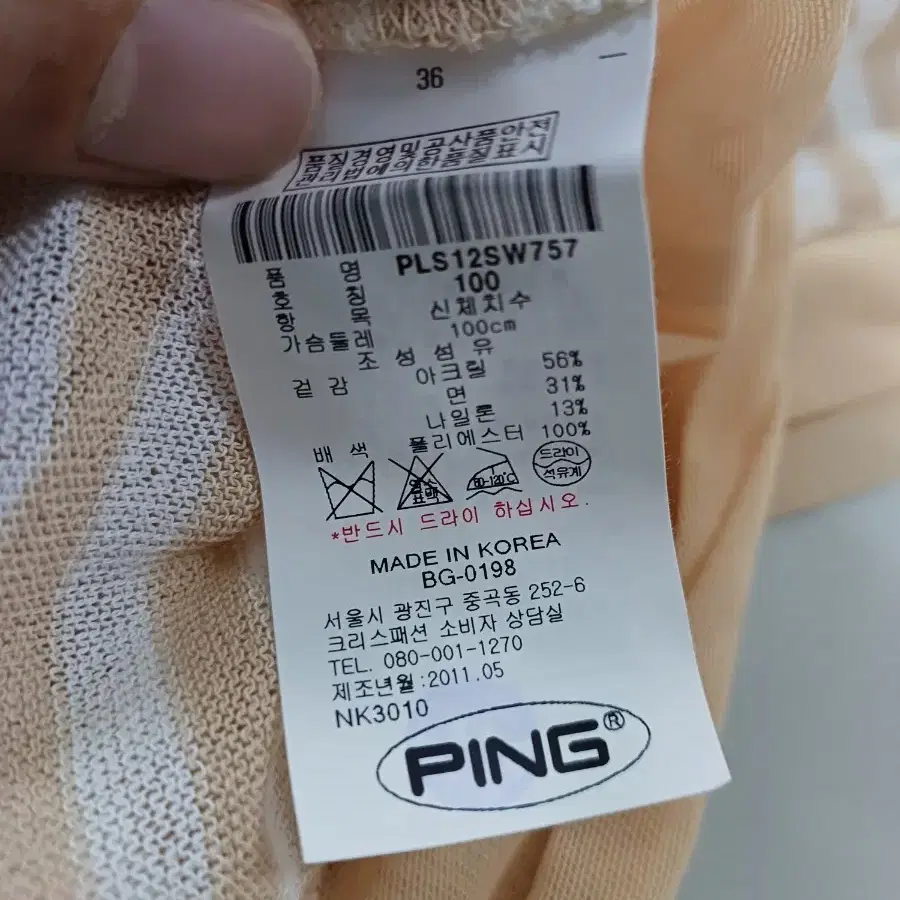 36
품질경영및공산품안전
관리법에의한품질표시
품 명 PLS12SW757
호 칭 100
항 목 신체치수
가슴둘레 100cm
조 성 섬 유
겉 감 아크릴 56%
면 31%
나일론 13%
배 색 폴리에스터 100%
80-120℃
드라이
석유계
*반드시 드라이 하십시오.
MADE IN KOREA
BG-0198
서울시 광진구 중곡동 252-6
크리스패션 소비자 상담실
TEL. 080-001-1270
제조년월:2011.05
NK3010
PING®